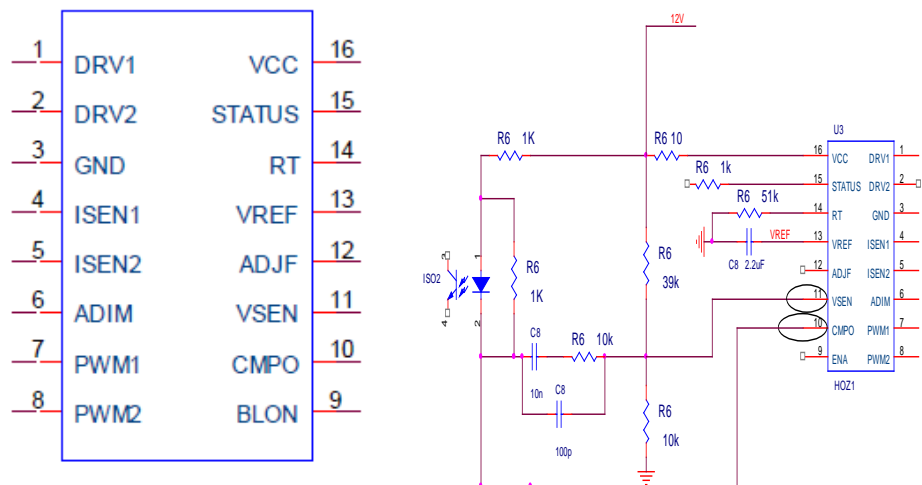 1 DRV1 VCC 16
2 DRV2 STATUS 15
3 GND RT 14
4 ISEN1 VREF 13
5 ISEN2 ADJF 12
6 ADIM VSEN 11
7 PWM1 CMPO 10
8 PWM2 BLON 9
12V
U3
R6 1K
R6 10
16 VCC DRV1 1
R6 1k
15 STATUS DRV2 2
R6 51k
14 RT GND 3
VREF
13 VREF ISEN1 4
C8 2.2uF
12 ADJF ISEN2 5
11 VSEN ADIM 6
10 CMPO PWM1 7
9 ENA PWM2 8
HOZ1
R6
39k
ISO2
2
4
1
2
R6
1K
C8
10n
R6 10k
C8
100p
R6
10k